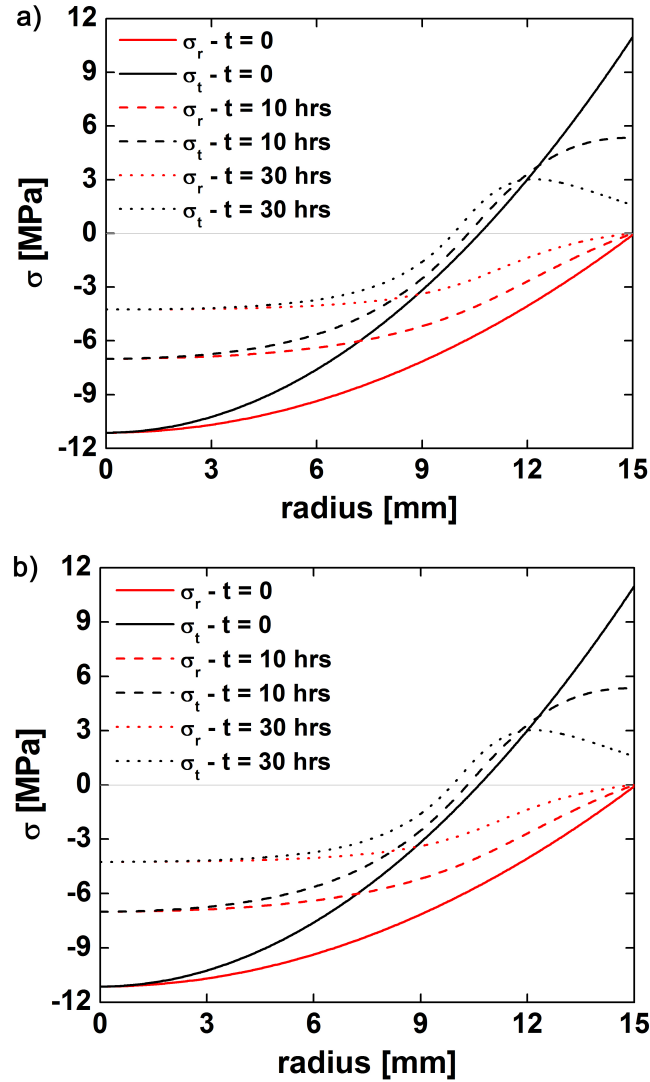 a)
12
9
6
3
0
-3
-6
-9
-12
σ [MPa]
σr - t = 0
σt - t = 0
σr - t = 10 hrs
σt - t = 10 hrs
σr - t = 30 hrs
σt - t = 30 hrs
0 3 6 9 12 15
radius [mm]
b)
12
9
6
3
0
-3
-6
-9
-12
σ [MPa]
σr - t = 0
σt - t = 0
σr - t = 10 hrs
σt - t = 10 hrs
σr - t = 30 hrs
σt - t = 30 hrs
0 3 6 9 12 15
radius [mm]